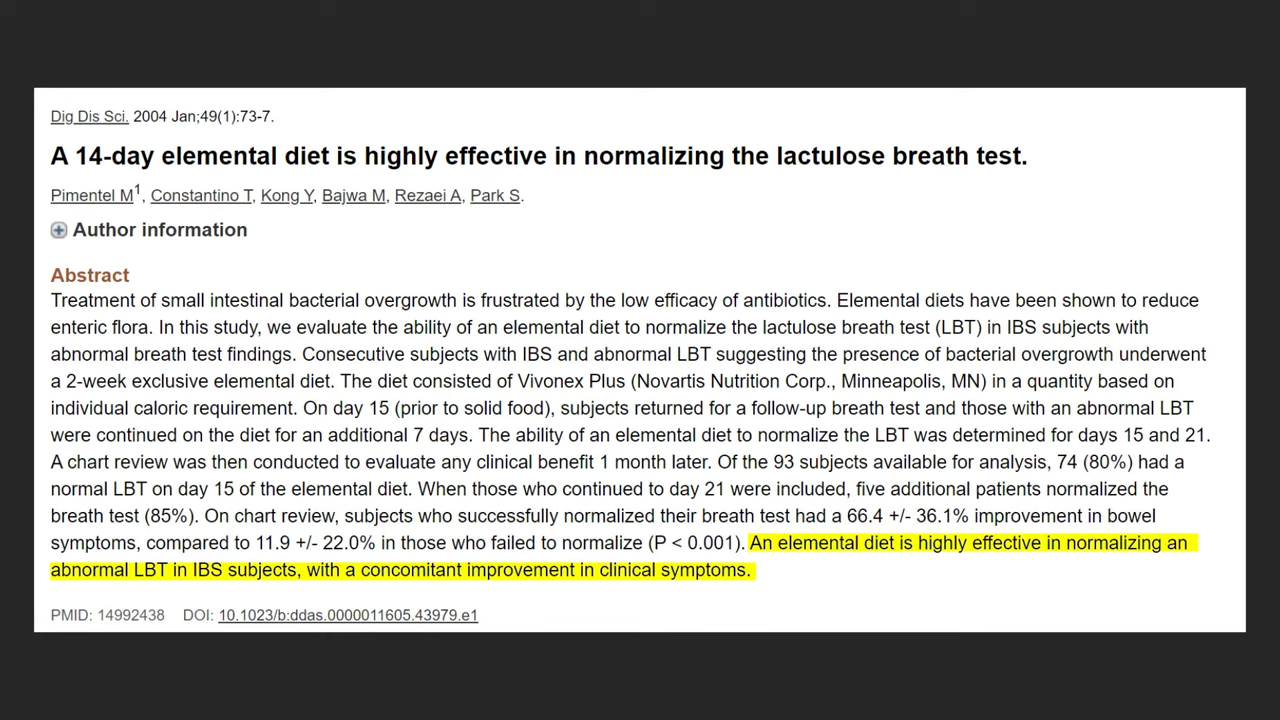 Dig Dis Sci. 2004 Jan;49(1):73-7.
A 14-day elemental diet is highly effective in normalizing the lactulose breath test.
Pimentel M1, Constantino T, Kong Y, Bajwa M, Rezaei A, Park S.
Author information
Abstract
Treatment of small intestinal bacterial overgrowth is frustrated by the low efficacy of antibiotics. Elemental diets have been shown to reduce
enteric flora. In this study, we evaluate the ability of an elemental diet to normalize the lactulose breath test (LBT) in IBS subjects with
abnormal breath test findings. Consecutive subjects with IBS and abnormal LBT suggesting the presence of bacterial overgrowth underwent
a 2-week exclusive elemental diet. The diet consisted of Vivonex Plus (Novartis Nutrition Corp., Minneapolis, MN) in a quantity based on
individual caloric requirement. On day 15 (prior to solid food), subjects returned for a follow-up breath test and those with an abnormal LBT
were continued on the diet for an additional 7 days. The ability of an elemental diet to normalize the LBT was determined for days 15 and 21.
A chart review was then conducted to evaluate any clinical benefit 1 month later. Of the 93 subjects available for analysis, 74 (80%) had a
normal LBT on day 15 of the elemental diet. When those who continued to day 21 were included, five additional patients normalized the
breath test (85%). On chart review, subjects who successfully normalized their breath test had a 66.4 +/- 36.1% improvement in bowel
symptoms, compared to 11.9 +/- 22.0% in those who failed to normalize (P < 0.001). An elemental diet is highly effective in normalizing an
abnormal LBT in IBS subjects, with a concomitant improvement in clinical symptoms.
PMID: 14992438 DOI: 10.1023/b:ddas.0000011605.43979.e1